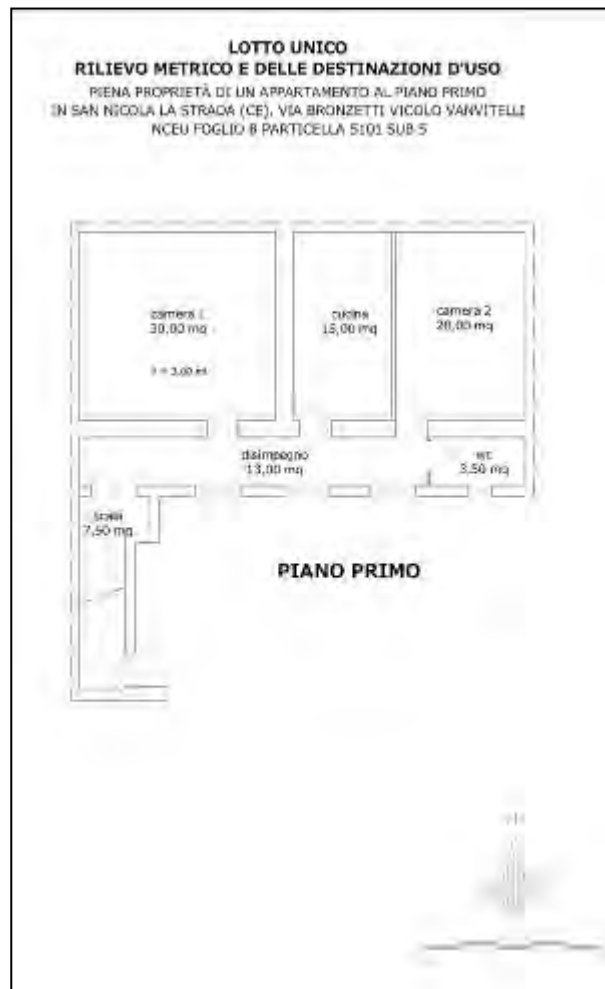 LOTTO UNICO
RILIEVO METRICO E DELLE DESTINAZIONI D'USO
PIENA PROPRIETÀ DI UN APPARTAMENTO AL PIANO PRIMO
IN SAN NICOLA LA STRADA (CE), VIA BRONZETTI VICOLO VANVITELLI
NCEU FOGLIO 8 PARTICELLA 5101 SUB 5
camera 1
30,00 mq
cucina
15,00 mq
camera 2
20,00 mq
disimpegno
13,00 mq
wc
3,50 mq
scala
7,50 mq
PIANO PRIMO